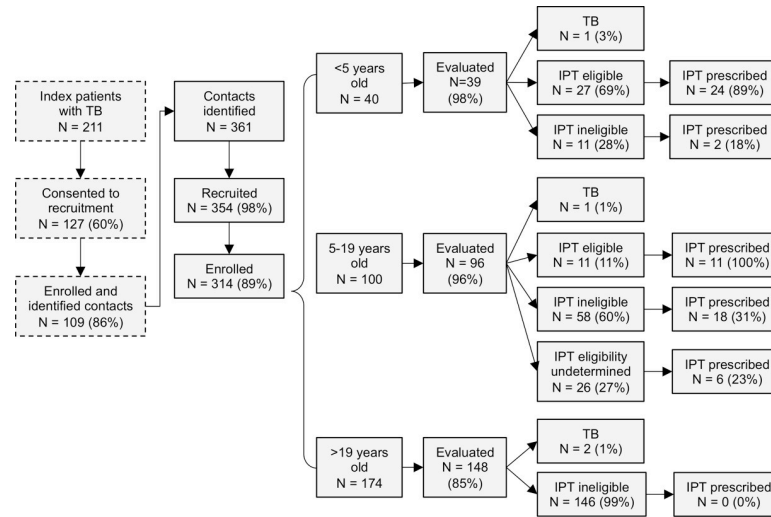 Index patients
with TB
N = 211
Consented to
recruitment
N = 127 (60%)
Enrolled and
identified contacts
N = 109 (86%)
Contacts
identified
N = 361
Recruited
N = 354 (98%)
Enrolled
N = 314 (89%)
<5 years
old
N = 40
Evaluated
N=39
(98%)
TB
N = 1 (3%)
IPT eligible
N = 27 (69%)
IPT prescribed
N = 24 (89%)
IPT ineligible
N = 11 (28%)
IPT prescribed
N = 2 (18%)
5-19 years
old
N = 100
Evaluated
N = 96
(96%)
TB
N = 1 (1%)
IPT eligible
N = 11 (11%)
IPT prescribed
N = 11 (100%)
IPT ineligible
N = 58 (60%)
IPT prescribed
N = 18 (31%)
IPT eligibility
undetermined
N = 26 (27%)
IPT prescribed
N = 6 (23%)
>19 years
old
N = 174
Evaluated
N = 148
(85%)
TB
N = 2 (1%)
IPT ineligible
N = 146 (99%)
IPT prescribed
N = 0 (0%)